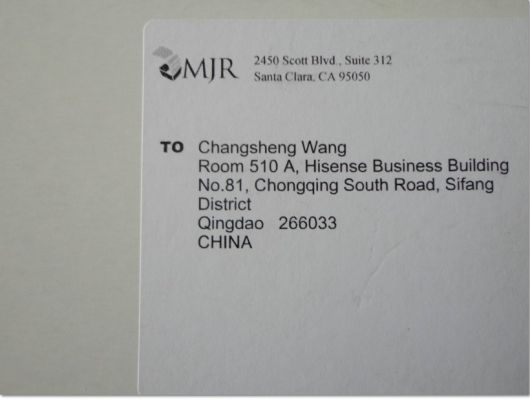 MJR
2450 Scott Blvd., Suite 312
Santa Clara, CA 95050
TO Changsheng Wang
Room 510 A, Hisense Business Building
No.81, Chongqing South Road, Sifang
District
Qingdao 266033
CHINA